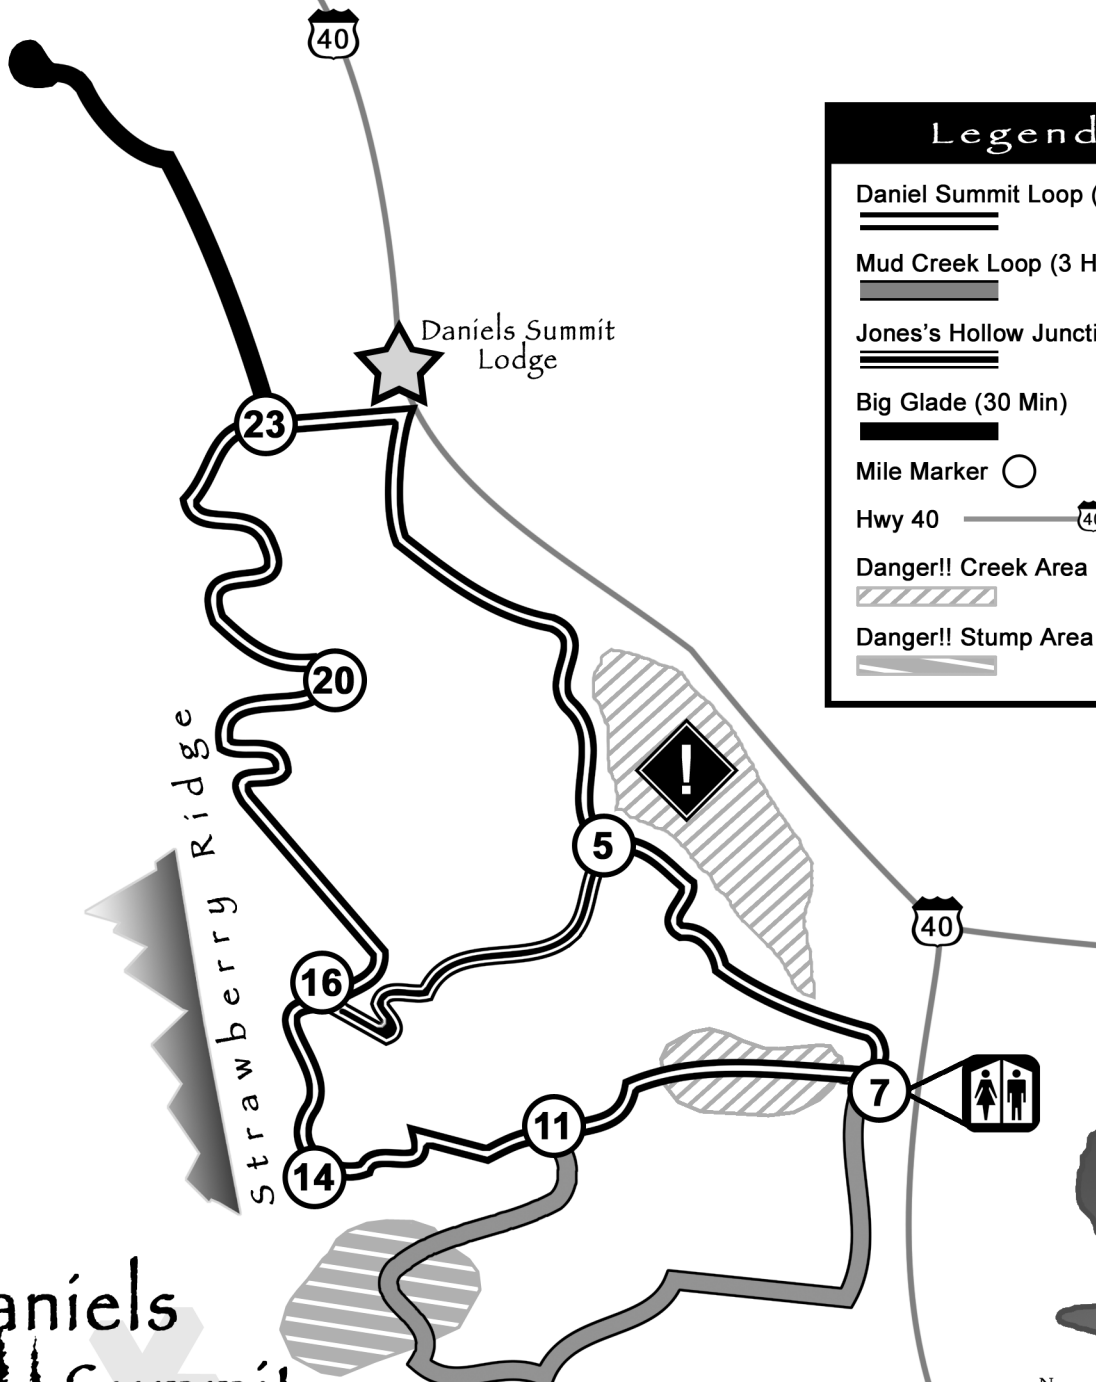 40
Legend
Daniel Summit Loop (
Mud Creek Loop (3 H
Jones's Hollow Juncti
Big Glade (30 Min)
Mile Marker
Hwy 40
40
Danger!! Creek Area
Danger!! Stump Area
Daniels Summit
Lodge
23
20
!
5
40
16
7
11
14
Strawberry Ridge
aniels
Summit
N